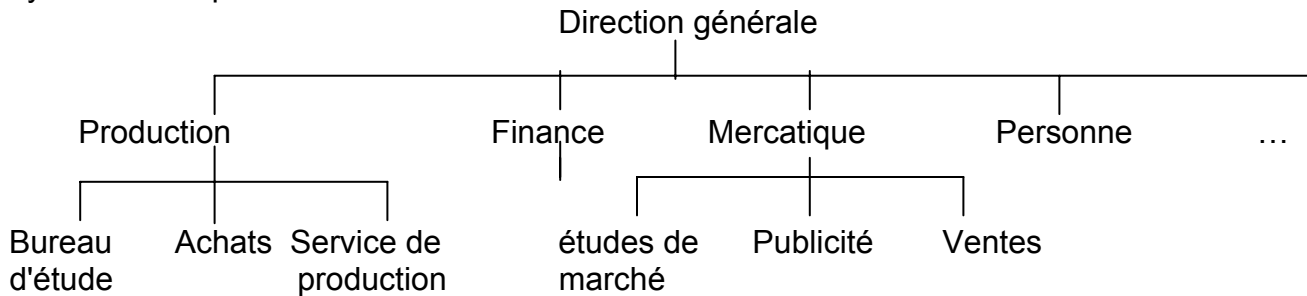 Direction générale
Production Finance Mercatique Personne …
Bureau Achats Service de études de Publicité Ventes
d'étude production marché